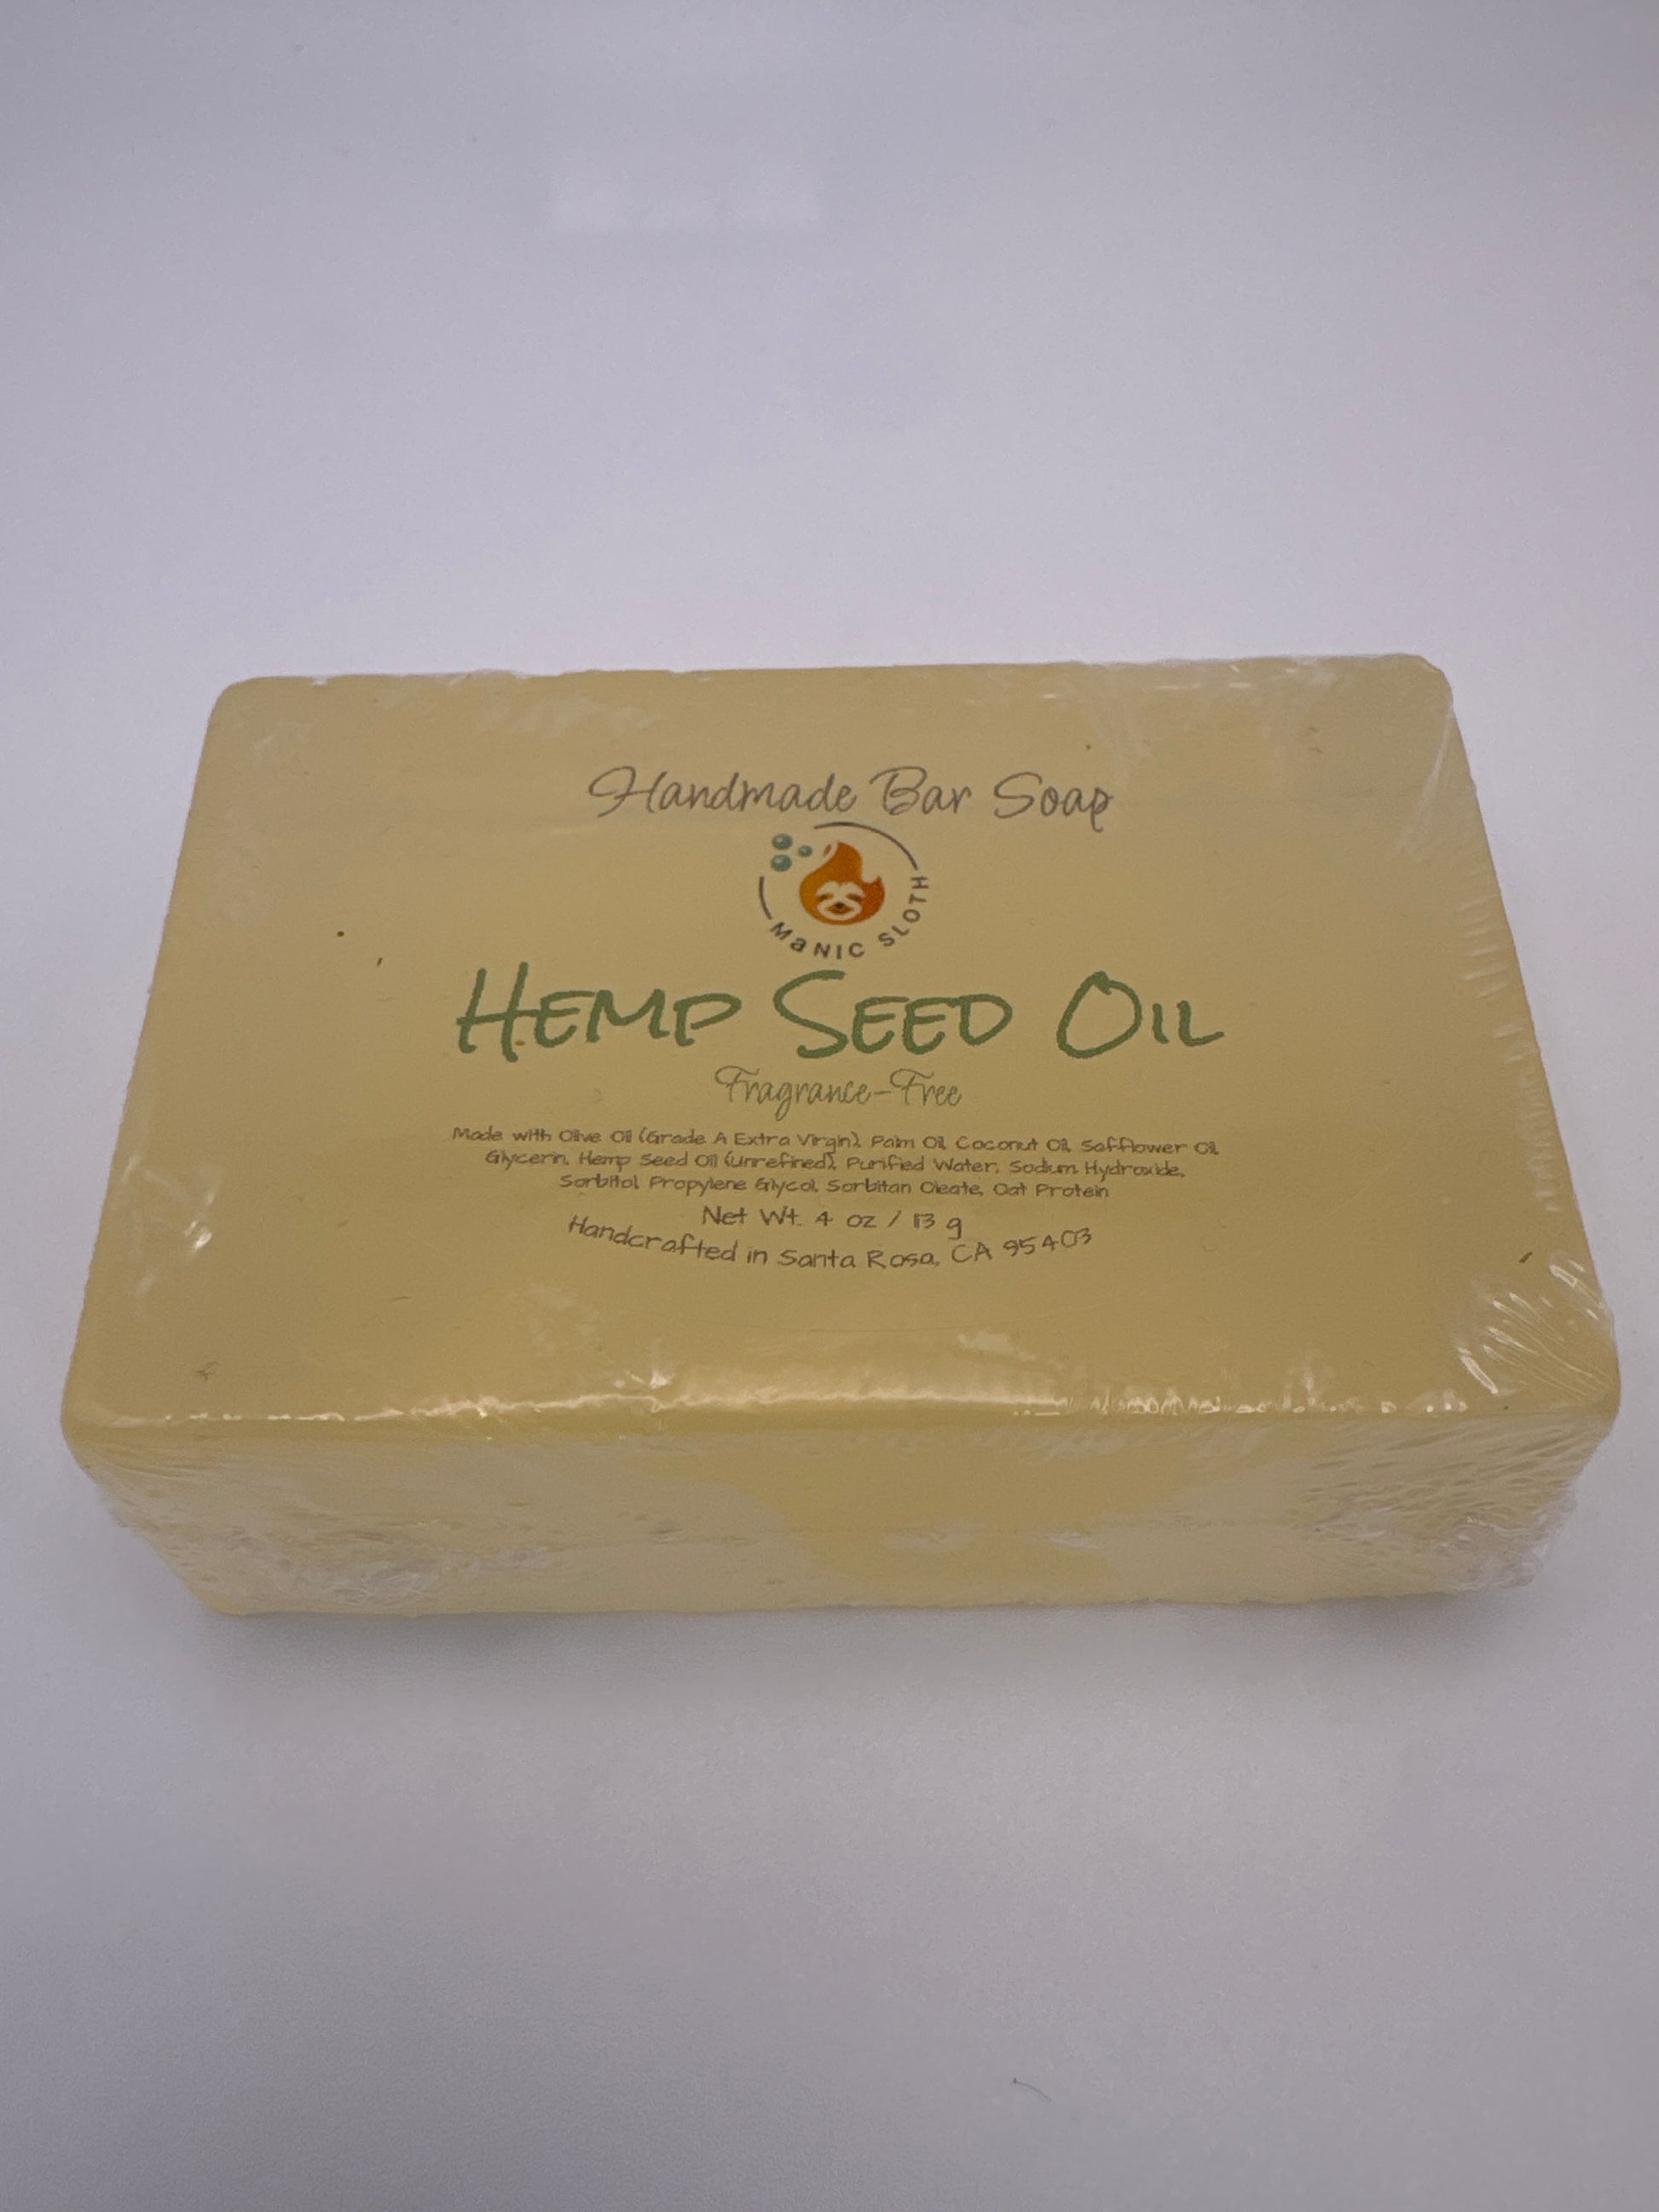 Handmade Bar Soap
MaNIC SLOTH
HEMP SEED OIL
Fragrance-Free
Made with Olive Oil (Grade A Extra Virgin), Palm Oil, Coconut Oil, Safflower Oil,
Glycerin, Hemp Seed Oil (unrefined), Purified Water, Sodium Hydroxide,
Sorbitol, Propylene Glycol, Sorbitan Oleate, Oat Protein
Net Wt. 4 oz / 113 g
Handcrafted in Santa Rosa, CA 95403